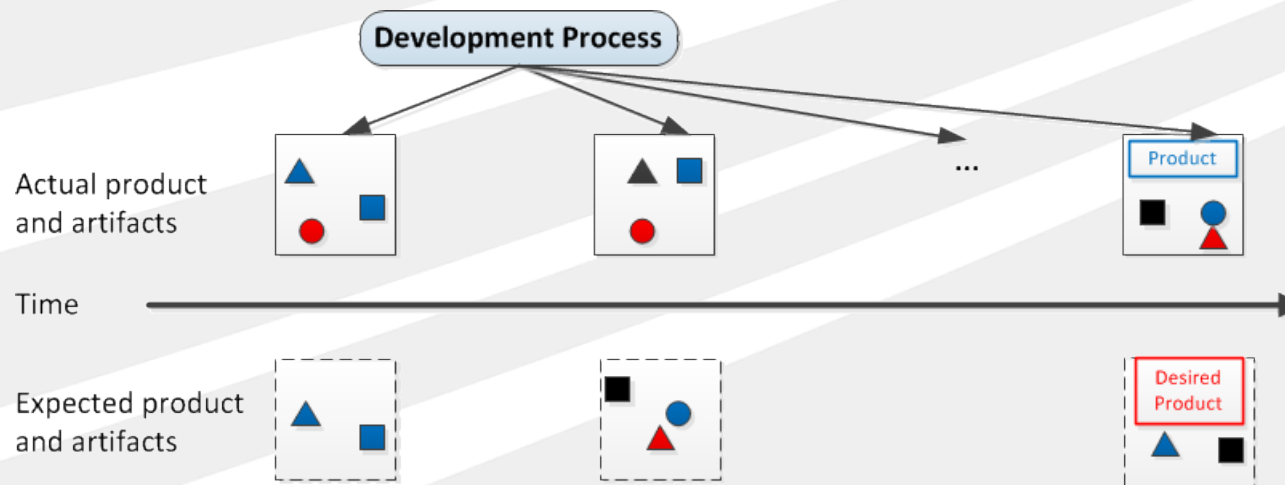 Development Process
...
Product
Actual product
and artifacts
Time
Expected product
and artifacts
Desired
Product